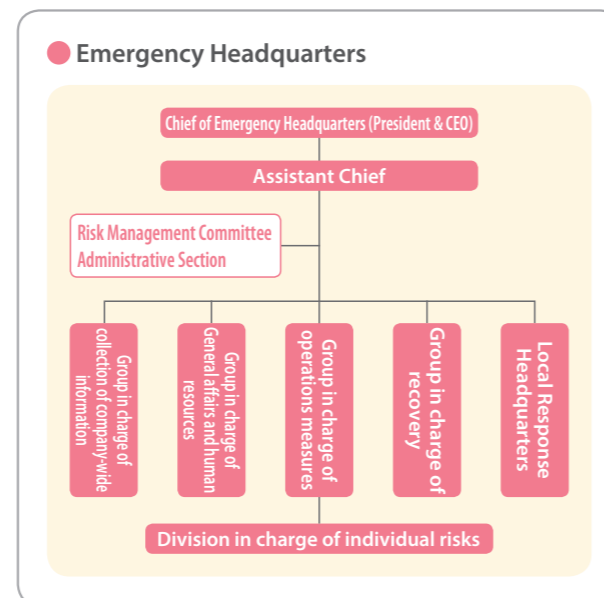 Emergency Headquarters
Chief of Emergency Headquarters (President & CEO)
Assistant Chief
Risk Management Committee
Administrative Section
Group in charge of
collection of company-wide
information
Group in charge of
General affairs and human
resources
Group in charge of
operations measures
Group in charge of
recovery
Local Response
Headquarters
Division in charge of individual risks